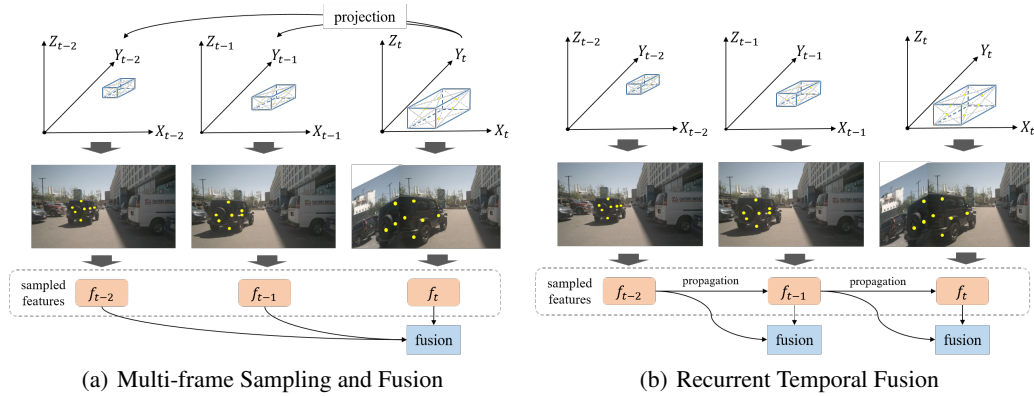 projection
Z_{t-2}
Y_{t-2}
X_{t-2}
Z_{t-1}
Y_{t-1}
X_{t-1}
Z_t
Y_t
X_t
sampled
features
f_{t-2}
f_{t-1}
f_t
fusion
(a) Multi-frame Sampling and Fusion
Z_{t-2}
Y_{t-2}
X_{t-2}
Z_{t-1}
Y_{t-1}
X_{t-1}
Z_t
Y_t
X_t
sampled
features
f_{t-2}
propagation
f_{t-1}
propagation
f_t
fusion
fusion
(b) Recurrent Temporal Fusion